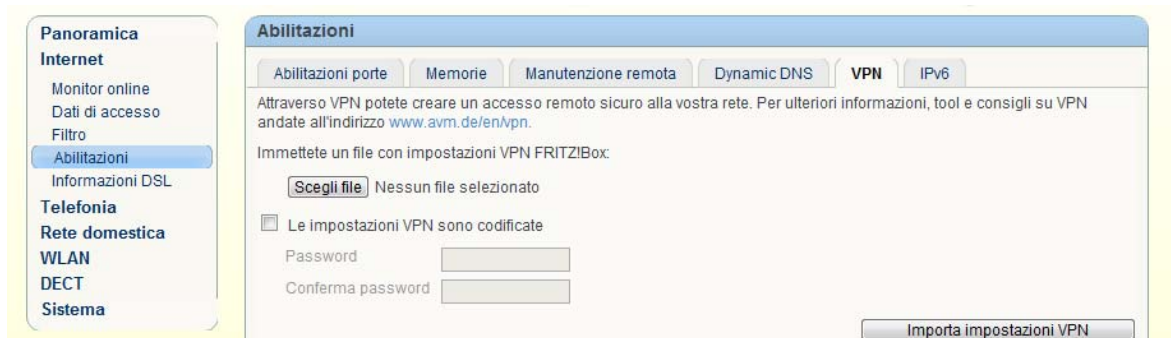 Panoramica
Internet
Monitor online
Dati di accesso
Filtro
Abilitazioni
Informazioni DSL
Telefonia
Rete domestica
WLAN
DECT
Sistema
Abilitazioni
Abilitazioni porte Memorie Manutenzione remota Dynamic DNS VPN IPv6
Attraverso VPN potete creare un accesso remoto sicuro alla vostra rete. Per ulteriori informazioni, tool e consigli su VPN
andate all'indirizzo www.avm.de/en/vpn.
Immettete un file con impostazioni VPN FRITZ!Box:
Scegli file Nessun file selezionato
Le impostazioni VPN sono codificate
Password
Conferma password
Importa impostazioni VPN